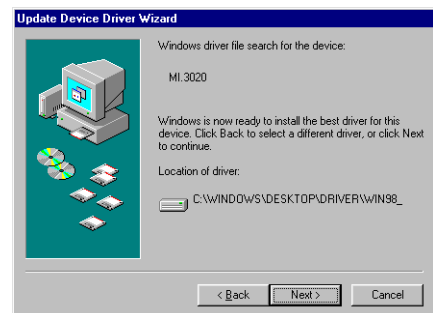 Update Device Driver Wizard
Windows driver file search for the device:
MI.3020
Windows is now ready to install the best driver for this
device. Click Back to select a different driver, or click Next
to continue.
Location of driver:
C:\WINDOWS\DESKTOP\DRIVER\WIN98_
< Back
Next >
Cancel